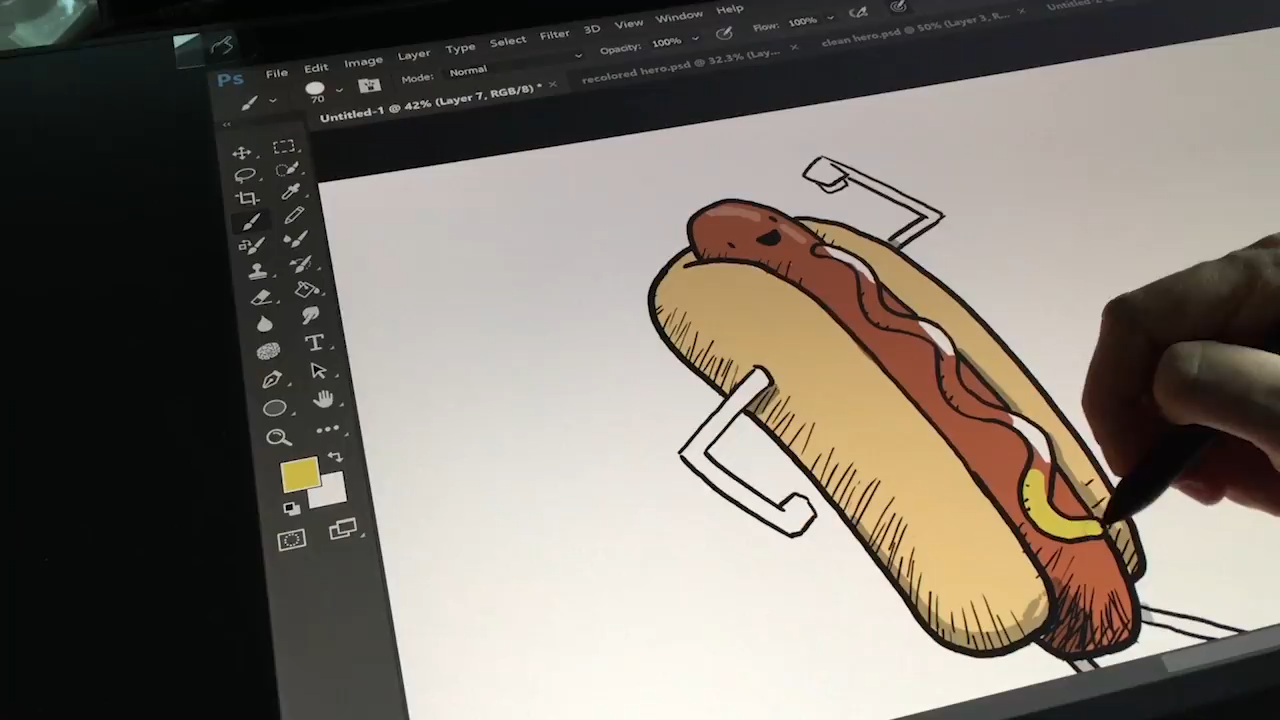 Ps File Edit Image Layer Type Select Filter 3D View Window Help
70 Mode: Normal Opacity: 100% Flow: 100%
Untitled-1 @ 42% (Layer 7, RGB/8) * × recolored hero.psd @ 32.3% (Lay... × clean hero.psd @ 50% (Layer 3, R... ×
T